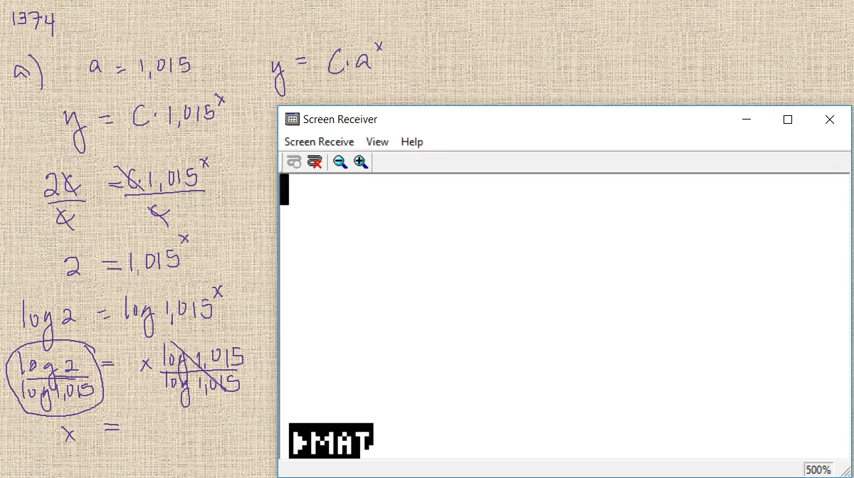 1374
a) a = 1,015 y = C·a^x
y = C·1,015^x
2C/C = C·1,015^x/C
2 = 1,015^x
log 2 = log 1,015^x
log 2/log 1,015 = x log 1,015/log 1,015
x =
Screen Receiver
Screen Receive View Help
▶MAT
500%